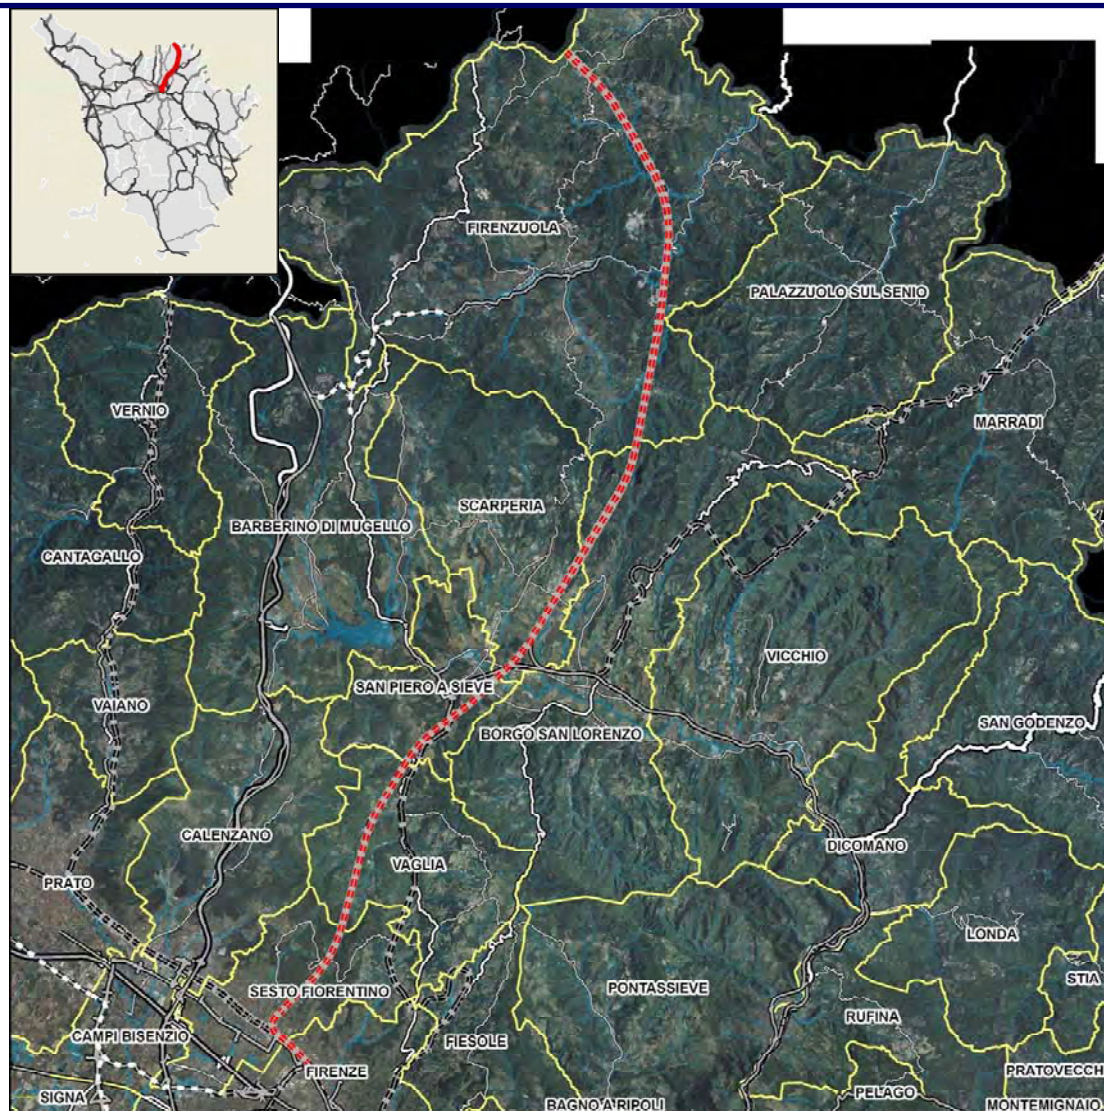 FIRENZUOLA
PALAZZUOLO SUL SENIO
VERNIO
MARRADI
SCARPERIA
BARBERINO DI MUGELLO
CANTAGALLO
VICCHIO
SAN PIERO A SIEVE
VAIANO
SAN GODENZO
BORGO SAN LORENZO
CALENZANO
DICOMANO
VAGLIA
PRATO
LONDA
STIA
PONTASSIEVE
SESTO FIORENTINO
RUFINA
CAMPI BISENZIO
FIESOLE
FIRENZE
PRATOVECCH
PELAGO
SIGNA
BAGNO A RIPOLI
MONTEMIGNAIO